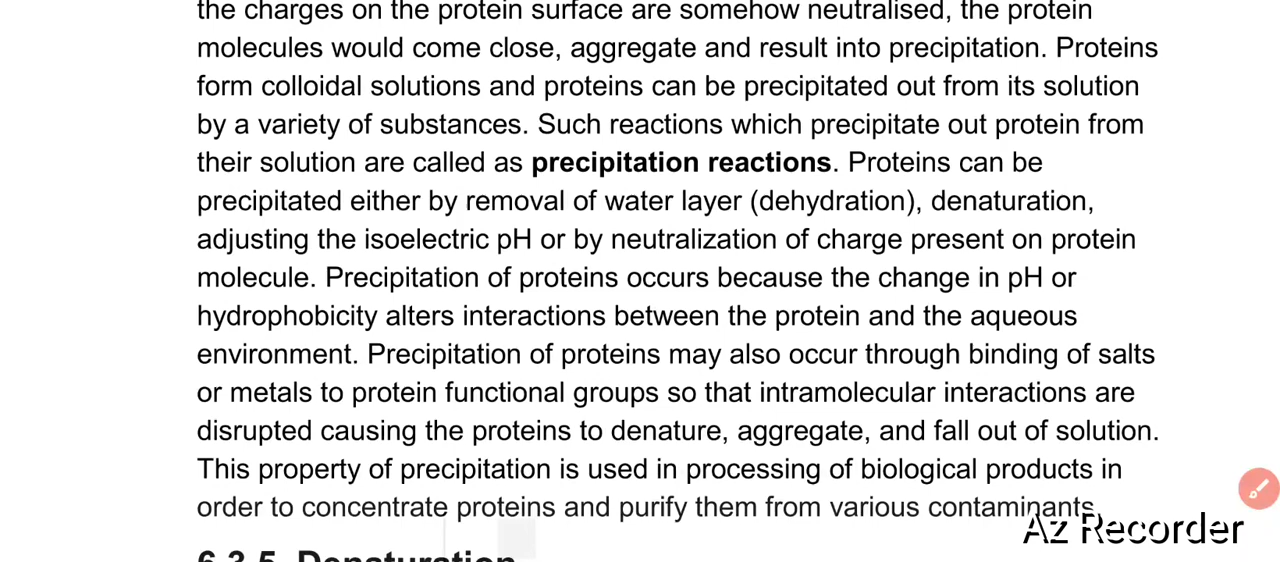 the charges on the protein surface are somehow neutralised, the protein
molecules would come close, aggregate and result into precipitation. Proteins
form colloidal solutions and proteins can be precipitated out from its solution
by a variety of substances. Such reactions which precipitate out protein from
their solution are called as precipitation reactions. Proteins can be
precipitated either by removal of water layer (dehydration), denaturation,
adjusting the isoelectric pH or by neutralization of charge present on protein
molecule. Precipitation of proteins occurs because the change in pH or
hydrophobicity alters interactions between the protein and the aqueous
environment. Precipitation of proteins may also occur through binding of salts
or metals to protein functional groups so that intramolecular interactions are
disrupted causing the proteins to denature, aggregate, and fall out of solution.
This property of precipitation is used in processing of biological products in
order to concentrate proteins and purify them from various contaminants.
Az Recorder
6.3.5 Denaturation